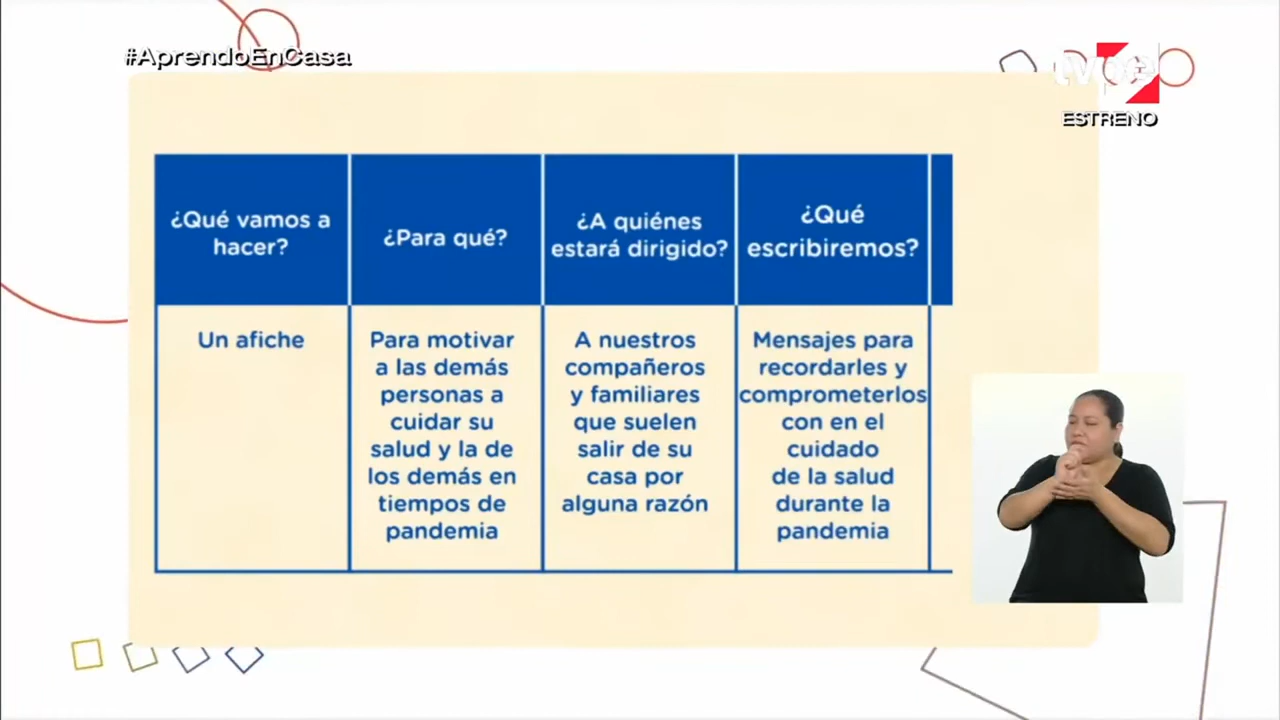 #AprendoEnCasa
tvpe
ESTRENO
¿Qué vamos a
hacer?
¿Para qué?
¿A quiénes
estará dirigido?
¿Qué
escribiremos?
Un afiche
Para motivar
a las demás
personas a
cuidar su
salud y la de
los demás en
tiempos de
pandemia
A nuestros
compañeros
y familiares
que suelen
salir de su
casa por
alguna razón
Mensajes para
recordarles y
comprometerlos
con en el
cuidado
de la salud
durante la
pandemia